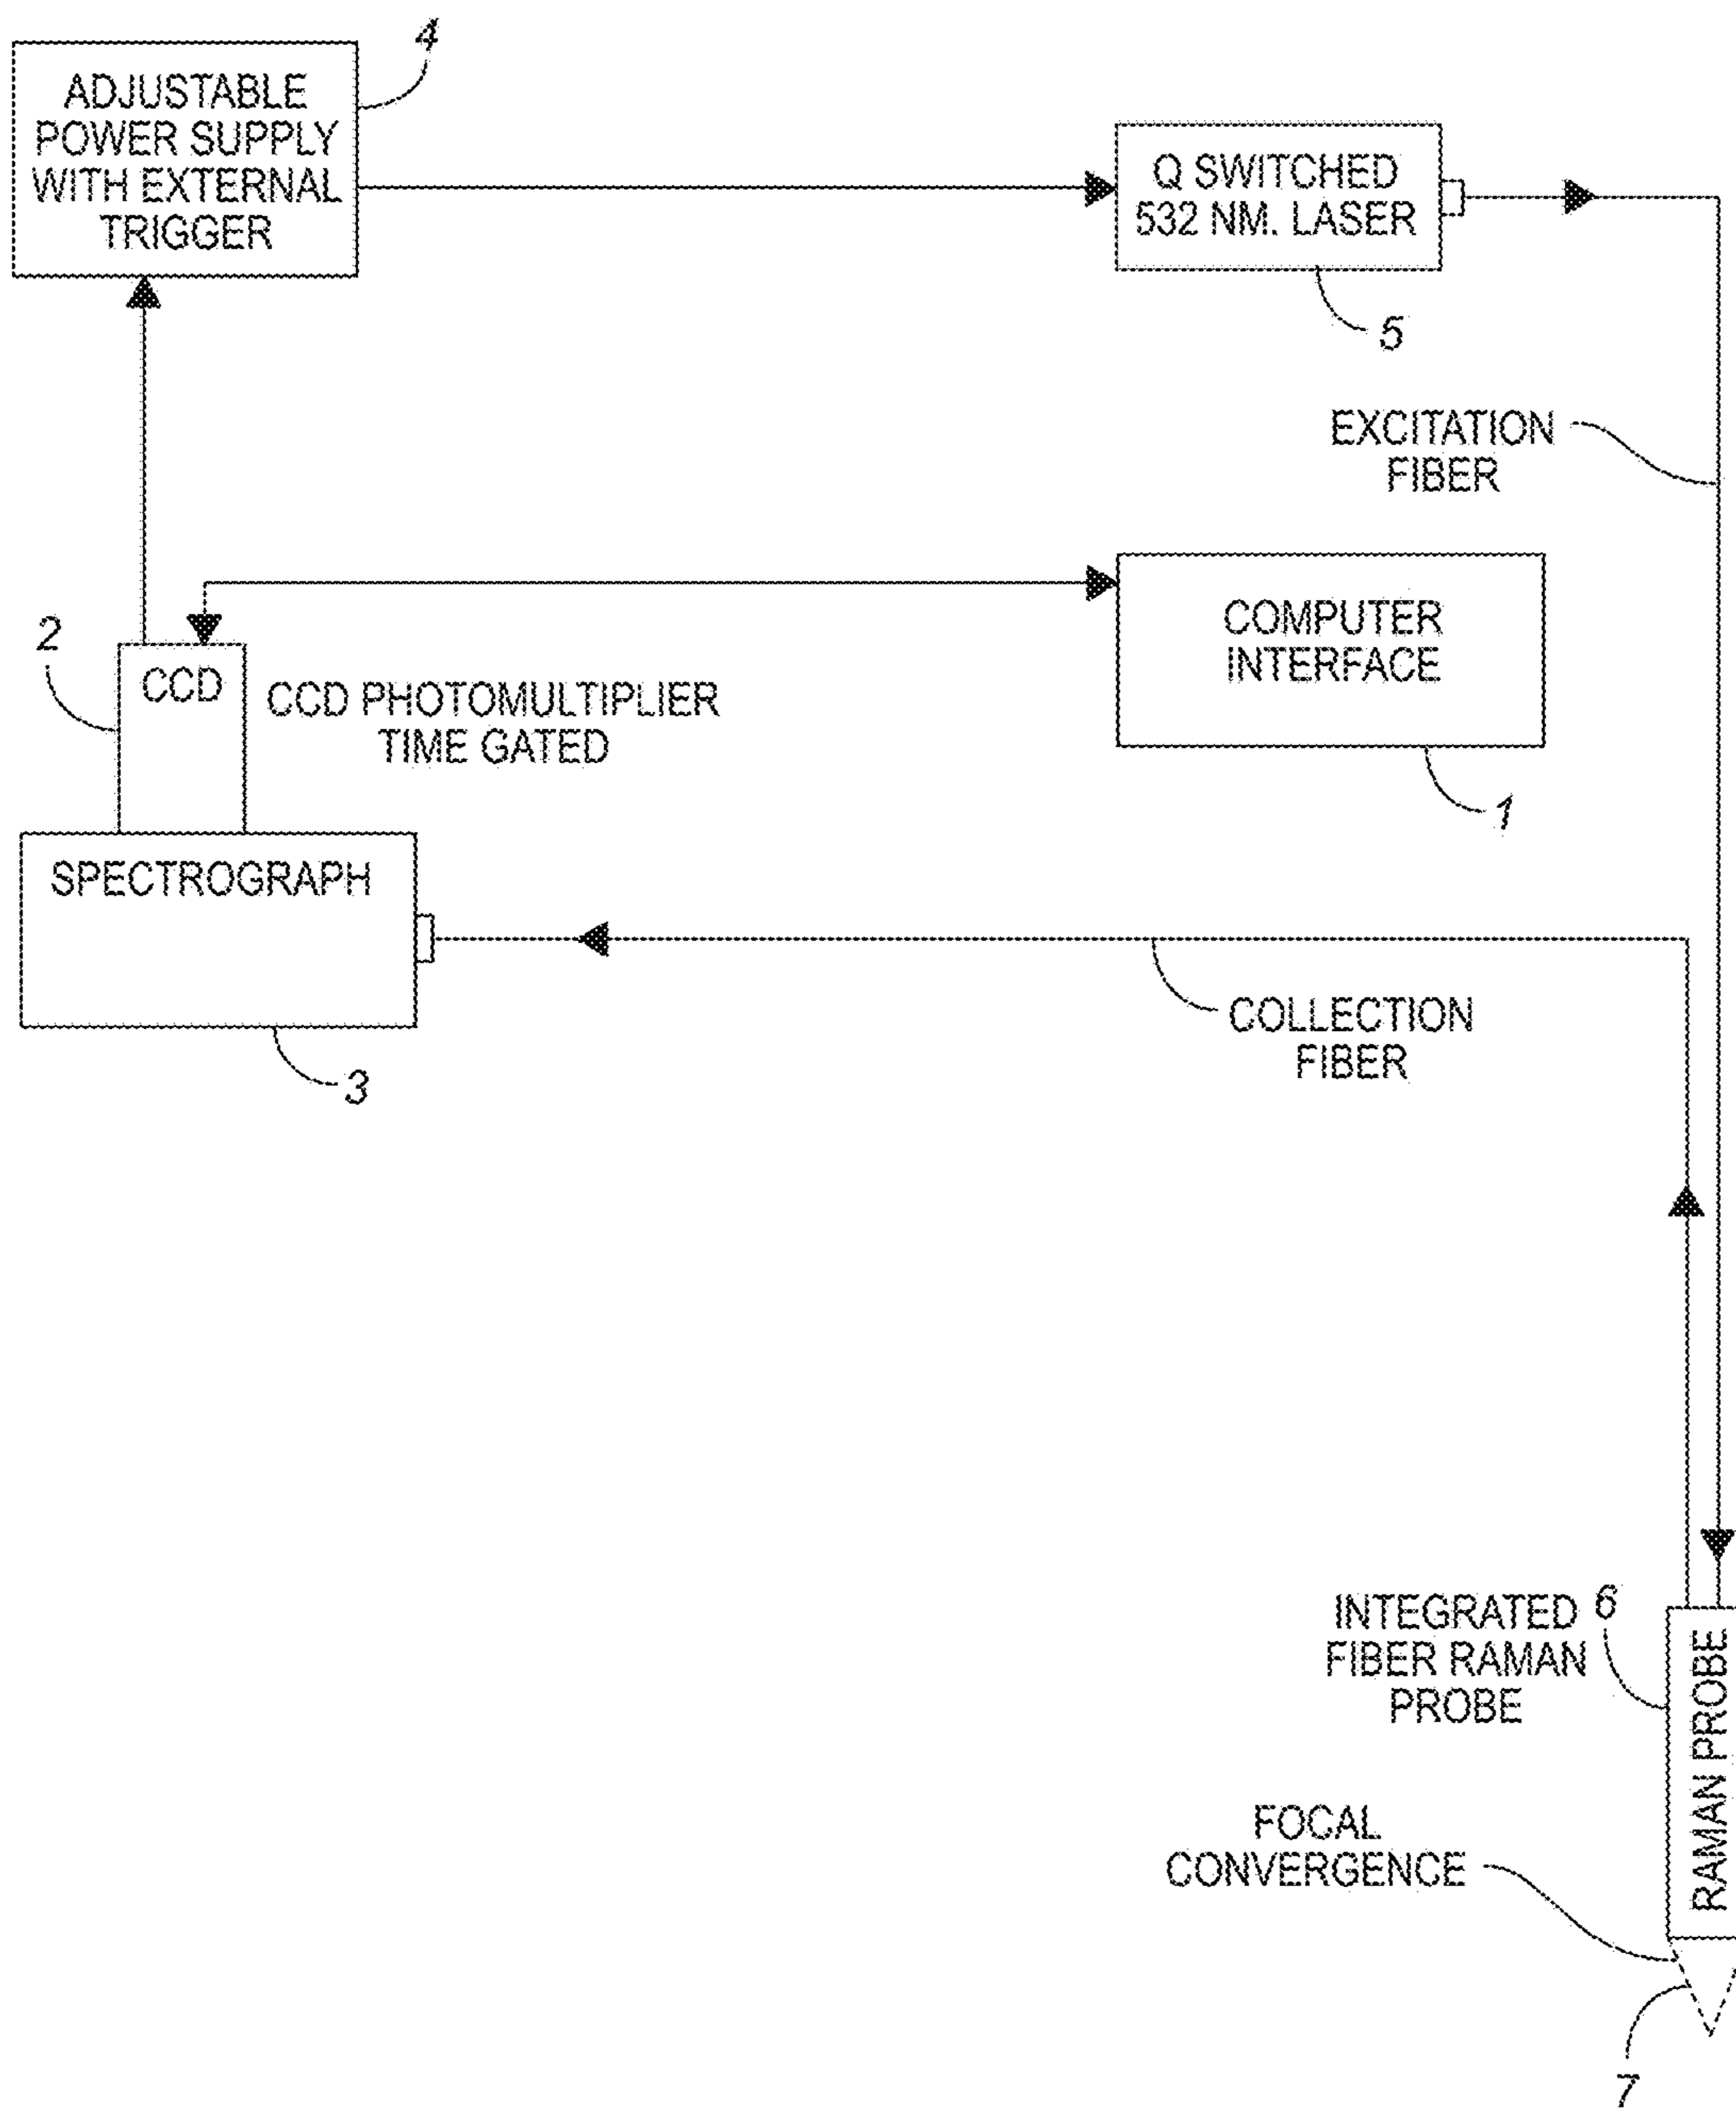 4
ADJUSTABLE
POWER SUPPLY
WITH EXTERNAL
TRIGGER
Q SWITCHED
532 NM. LASER
5
EXCITATION
FIBER
COMPUTER
INTERFACE
1
2
CCD
CCD PHOTOMULTIPLIER
TIME GATED
SPECTROGRAPH
3
COLLECTION
FIBER
INTEGRATED
FIBER RAMAN
PROBE
6
RAMAN PROBE
FOCAL
CONVERGENCE
7